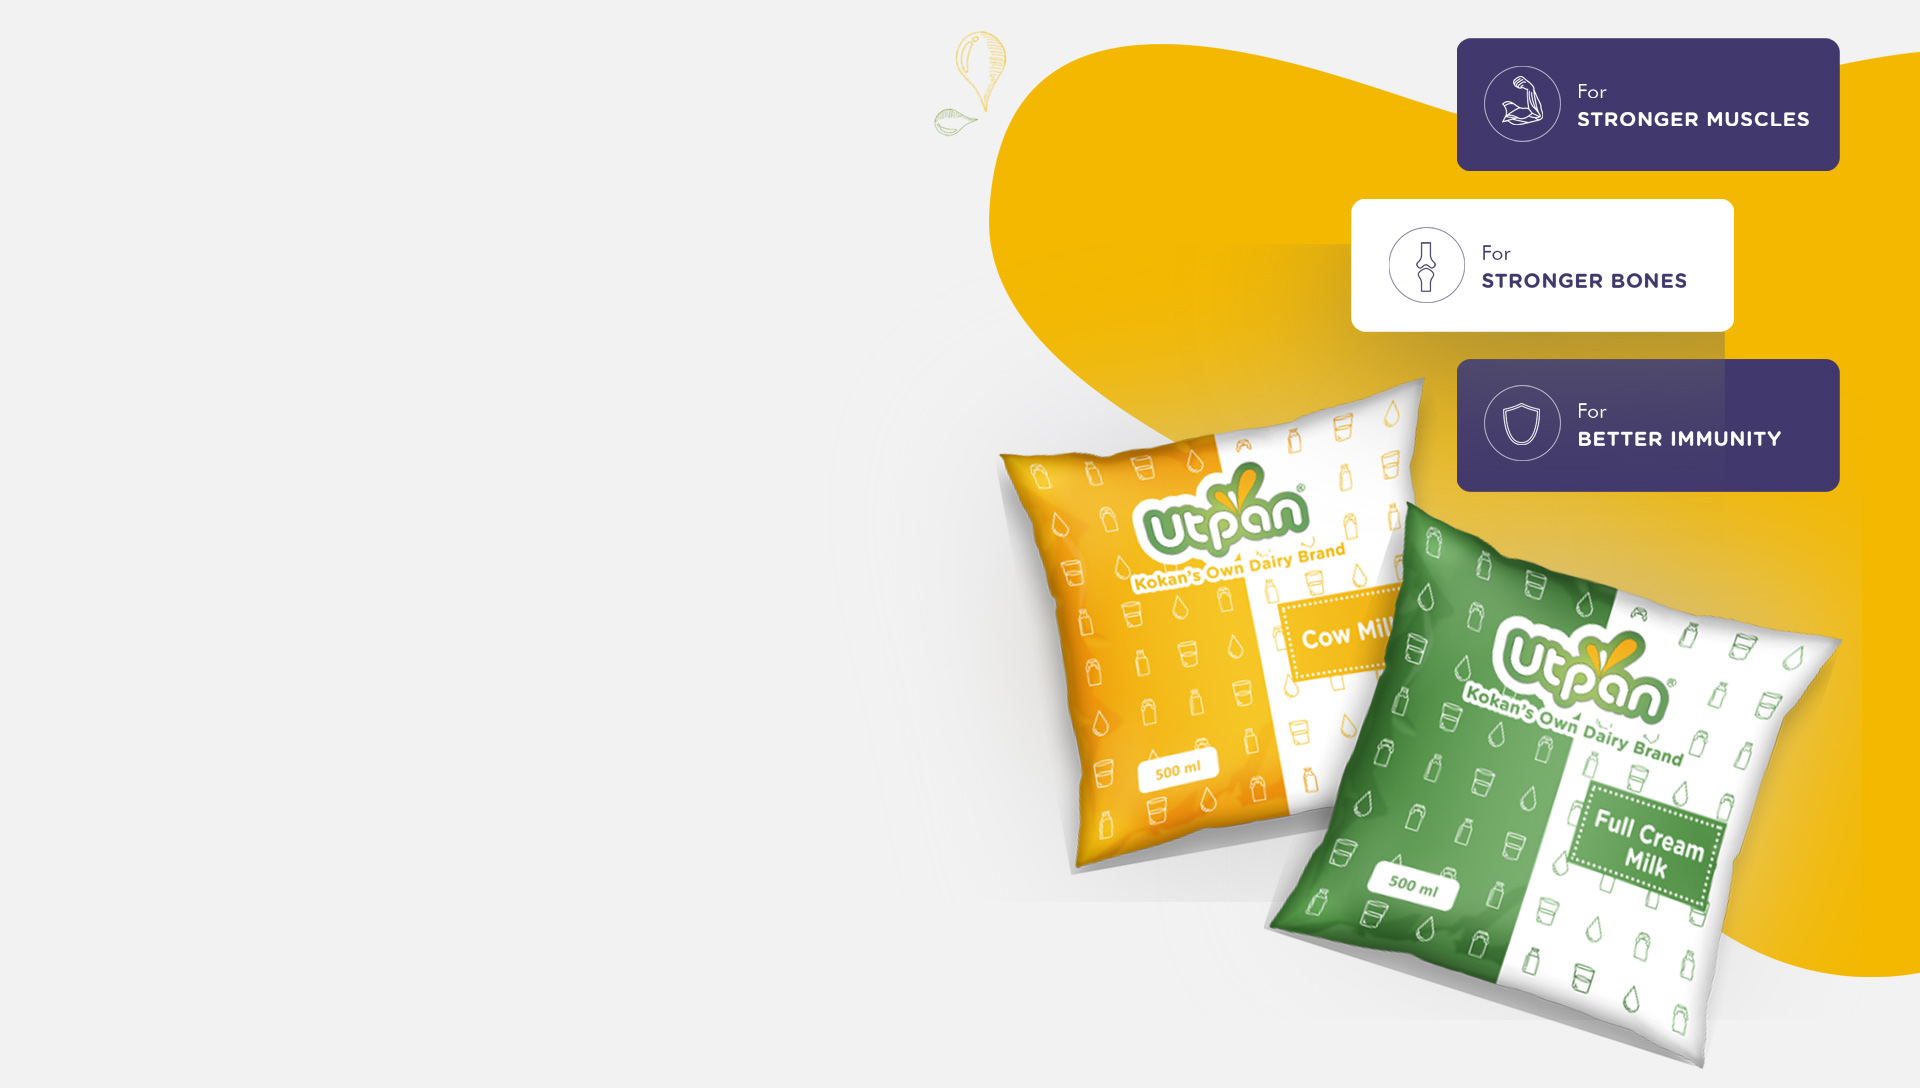 For
STRONGER MUSCLES
For
STRONGER BONES
For
BETTER IMMUNITY
utpan®
Kokan's Own Dairy Brand
Cow Milk
500 ml
utpan®
Kokan's Own Dairy Brand
Full Cream
Milk
500 ml